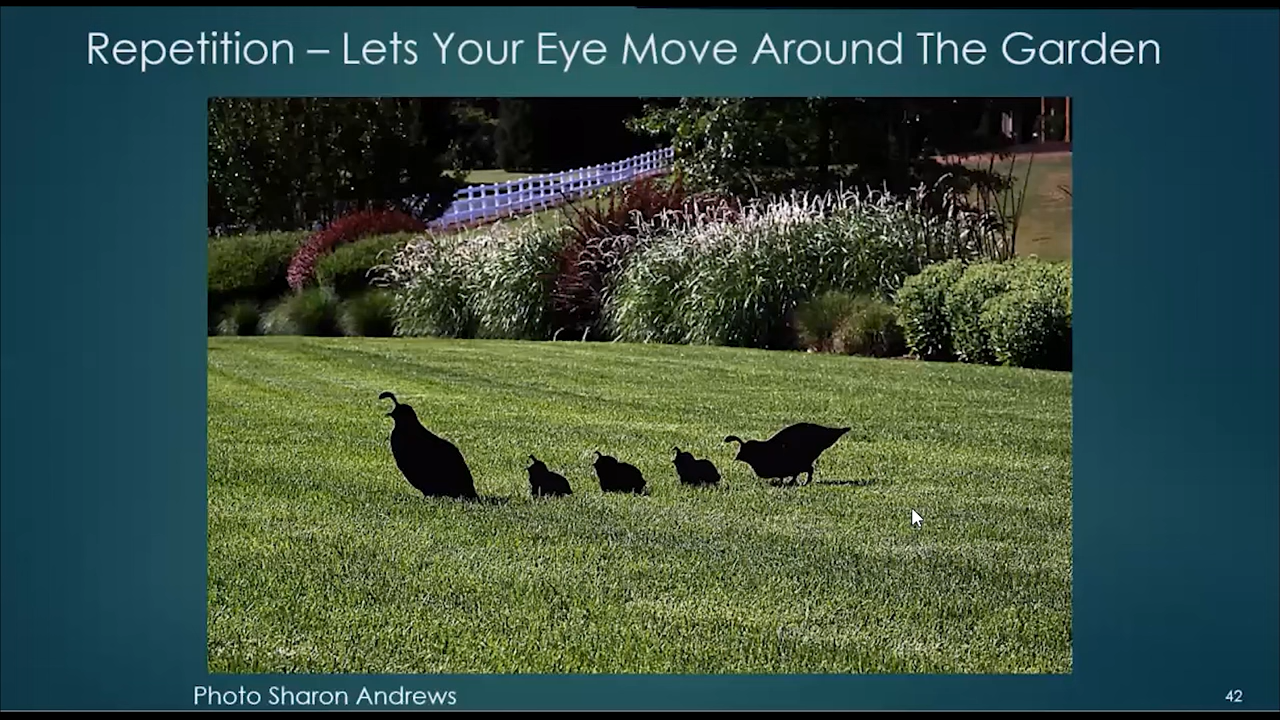 Repetition – Lets Your Eye Move Around The Garden
Photo Sharon Andrews
42